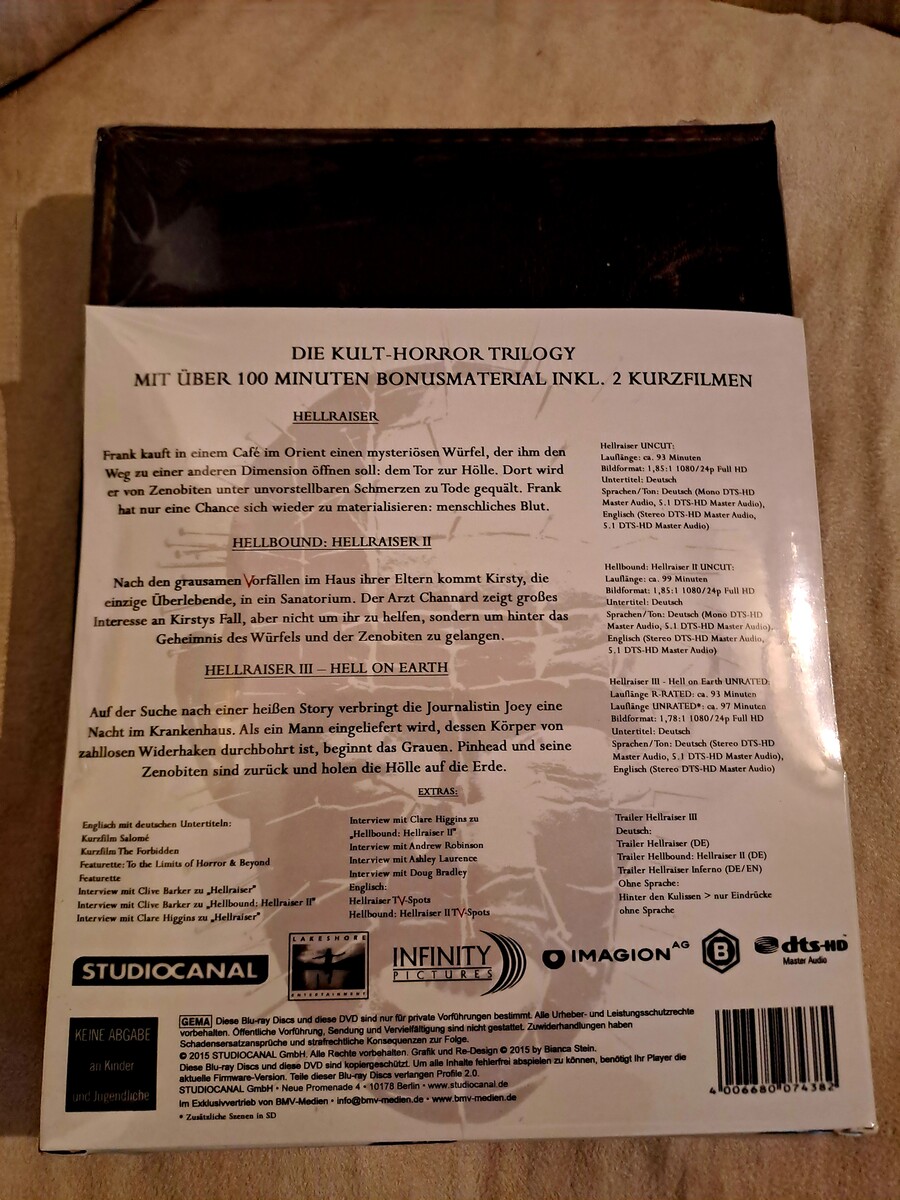 DIE KULT-HORROR TRILOGY
MIT ÜBER 100 MINUTEN BONUSMATERIAL INKL. 2 KURZFILMEN
HELLRAISER
Frank kauft in einem Café im Orient einen mysteriösen Würfel, der ihm den
Weg zu einer anderen Dimension öffnen soll: dem Tor zur Hölle. Dort wird
er von Zenobiten unter unvorstellbaren Schmerzen zu Tode gequält. Frank
hat nur eine Chance sich wieder zu materialisieren: menschliches Blut.
Hellraiser UNCUT:
Lauflänge: ca. 93 Minuten
Bildformat: 1,85:1 1080/24p Full HD
Untertitel: Deutsch
Sprachen/Ton: Deutsch (Mono DTS-HD
Master Audio, 5.1 DTS-HD Master Audio),
Englisch (Stereo DTS-HD Master Audio,
5.1 DTS-HD Master Audio)
HELLBOUND: HELLRAISER II
Nach den grausamen Vorfällen im Haus ihrer Eltern kommt Kirsty, die
einzige Überlebende, in ein Sanatorium. Der Arzt Channard zeigt großes
Interesse an Kirstys Fall, aber nicht um ihr zu helfen, sondern um hinter das
Geheimnis des Würfels und der Zenobiten zu gelangen.
Hellbound: Hellraiser II UNCUT:
Lauflänge: ca. 99 Minuten
Bildformat: 1,85:1 1080/24p Full HD
Untertitel: Deutsch
Sprachen/Ton: Deutsch (Mono DTS-HD
Master Audio, 5.1 DTS-HD Master Audio),
Englisch (Stereo DTS-HD Master Audio,
5.1 DTS-HD Master Audio)
HELLRAISER III – HELL ON EARTH
Auf der Suche nach einer heißen Story verbringt die Journalistin Joey eine
Nacht im Krankenhaus. Als ein Mann eingeliefert wird, dessen Körper von
zahllosen Widerhaken durchbohrt ist, beginnt das Grauen. Pinhead und seine
Zenobiten sind zurück und holen die Hölle auf die Erde.
Hellraiser III - Hell on Earth UNRATED:
Lauflänge R-RATED: ca. 93 Minuten
Lauflänge UNRATED*: ca. 97 Minuten
Bildformat: 1,78:1 1080/24p Full HD
Untertitel: Deutsch
Sprachen/Ton: Deutsch (Stereo DTS-HD
Master Audio, 5.1 DTS-HD Master Audio),
Englisch (Stereo DTS-HD Master Audio)
EXTRAS:
Englisch mit deutschen Untertiteln:
Kurzfilm Salomé
Kurzfilm The Forbidden
Featurette: To the Limits of Horror & Beyond
Featurette
Interview mit Clive Barker zu „Hellraiser"
Interview mit Clive Barker zu „Hellbound: Hellraiser II"
Interview mit Clare Higgins zu „Hellraiser"
Interview mit Clare Higgins zu
„Hellbound: Hellraiser II"
Interview mit Andrew Robinson
Interview mit Ashley Laurence
Interview mit Doug Bradley
Englisch:
Hellraiser TV-Spots
Hellbound: Hellraiser II TV-Spots
Trailer Hellraiser III
Deutsch:
Trailer Hellraiser (DE)
Trailer Hellbound: Hellraiser II (DE)
Trailer Hellraiser Inferno (DE/EN)
Ohne Sprache:
Hinter den Kulissen > nur Eindrücke
ohne Sprache
STUDIOCANAL
LAKESHORE
ENTERTAINMENT
INFINITY
PICTURES
IMAGION AG
B
dts-HD
Master Audio
KEINE ABGABE
an Kinder
und Jugendliche
GEMA Diese Blu-ray Discs und diese DVD sind nur für private Vorführungen bestimmt. Alle Urheber- und Leistungsschutzrechte
vorbehalten. Öffentliche Vorführung, Sendung und Vervielfältigung sind nicht gestattet. Zuwiderhandlungen haben
Schadensersatzansprüche und strafrechtliche Konsequenzen zur Folge.
© 2015 STUDIOCANAL GmbH. Alle Rechte vorbehalten. Grafik und Re-Design © 2015 by Bianca Stein.
Diese Blu-ray Discs und diese DVD sind kopiergeschützt. Um alle Inhalte fehlerfrei abspielen zu können, benötigt Ihr Player die
aktuelle Firmware-Version. Teile dieser Blu-ray Discs verlangen Profile 2.0.
STUDIOCANAL GmbH • Neue Promenade 4 • 10178 Berlin • www.studiocanal.de
Im Exklusivvertrieb von BMV-Medien • info@bmv-medien.de • www.bmv-medien.de
* Zusätzliche Szenen in SD
4 006680 074382